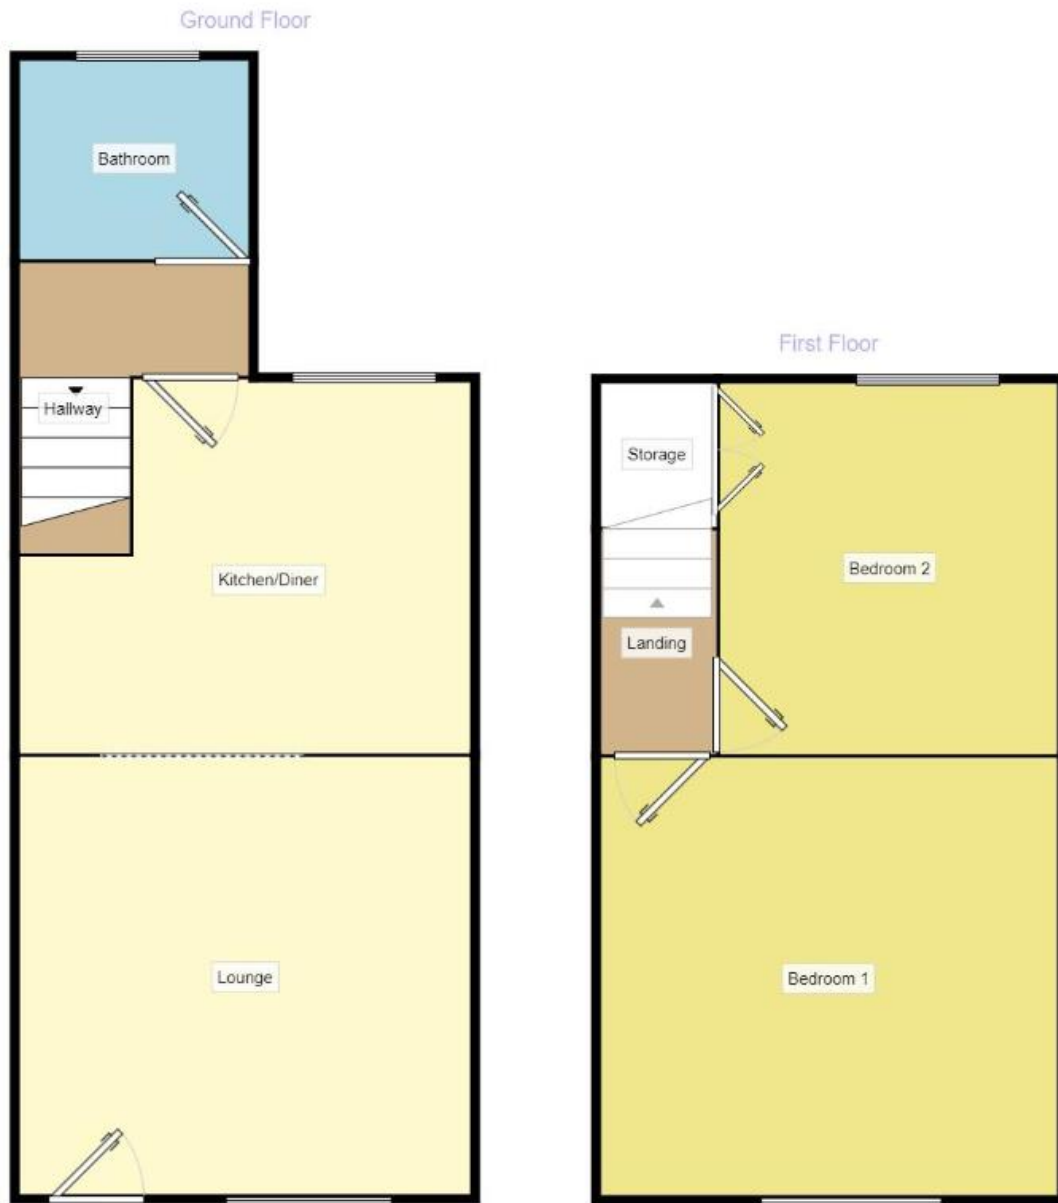 Ground Floor
Bathroom
Hallway
Kitchen/Diner
Lounge
First Floor
Storage
Bedroom 2
Landing
Bedroom 1